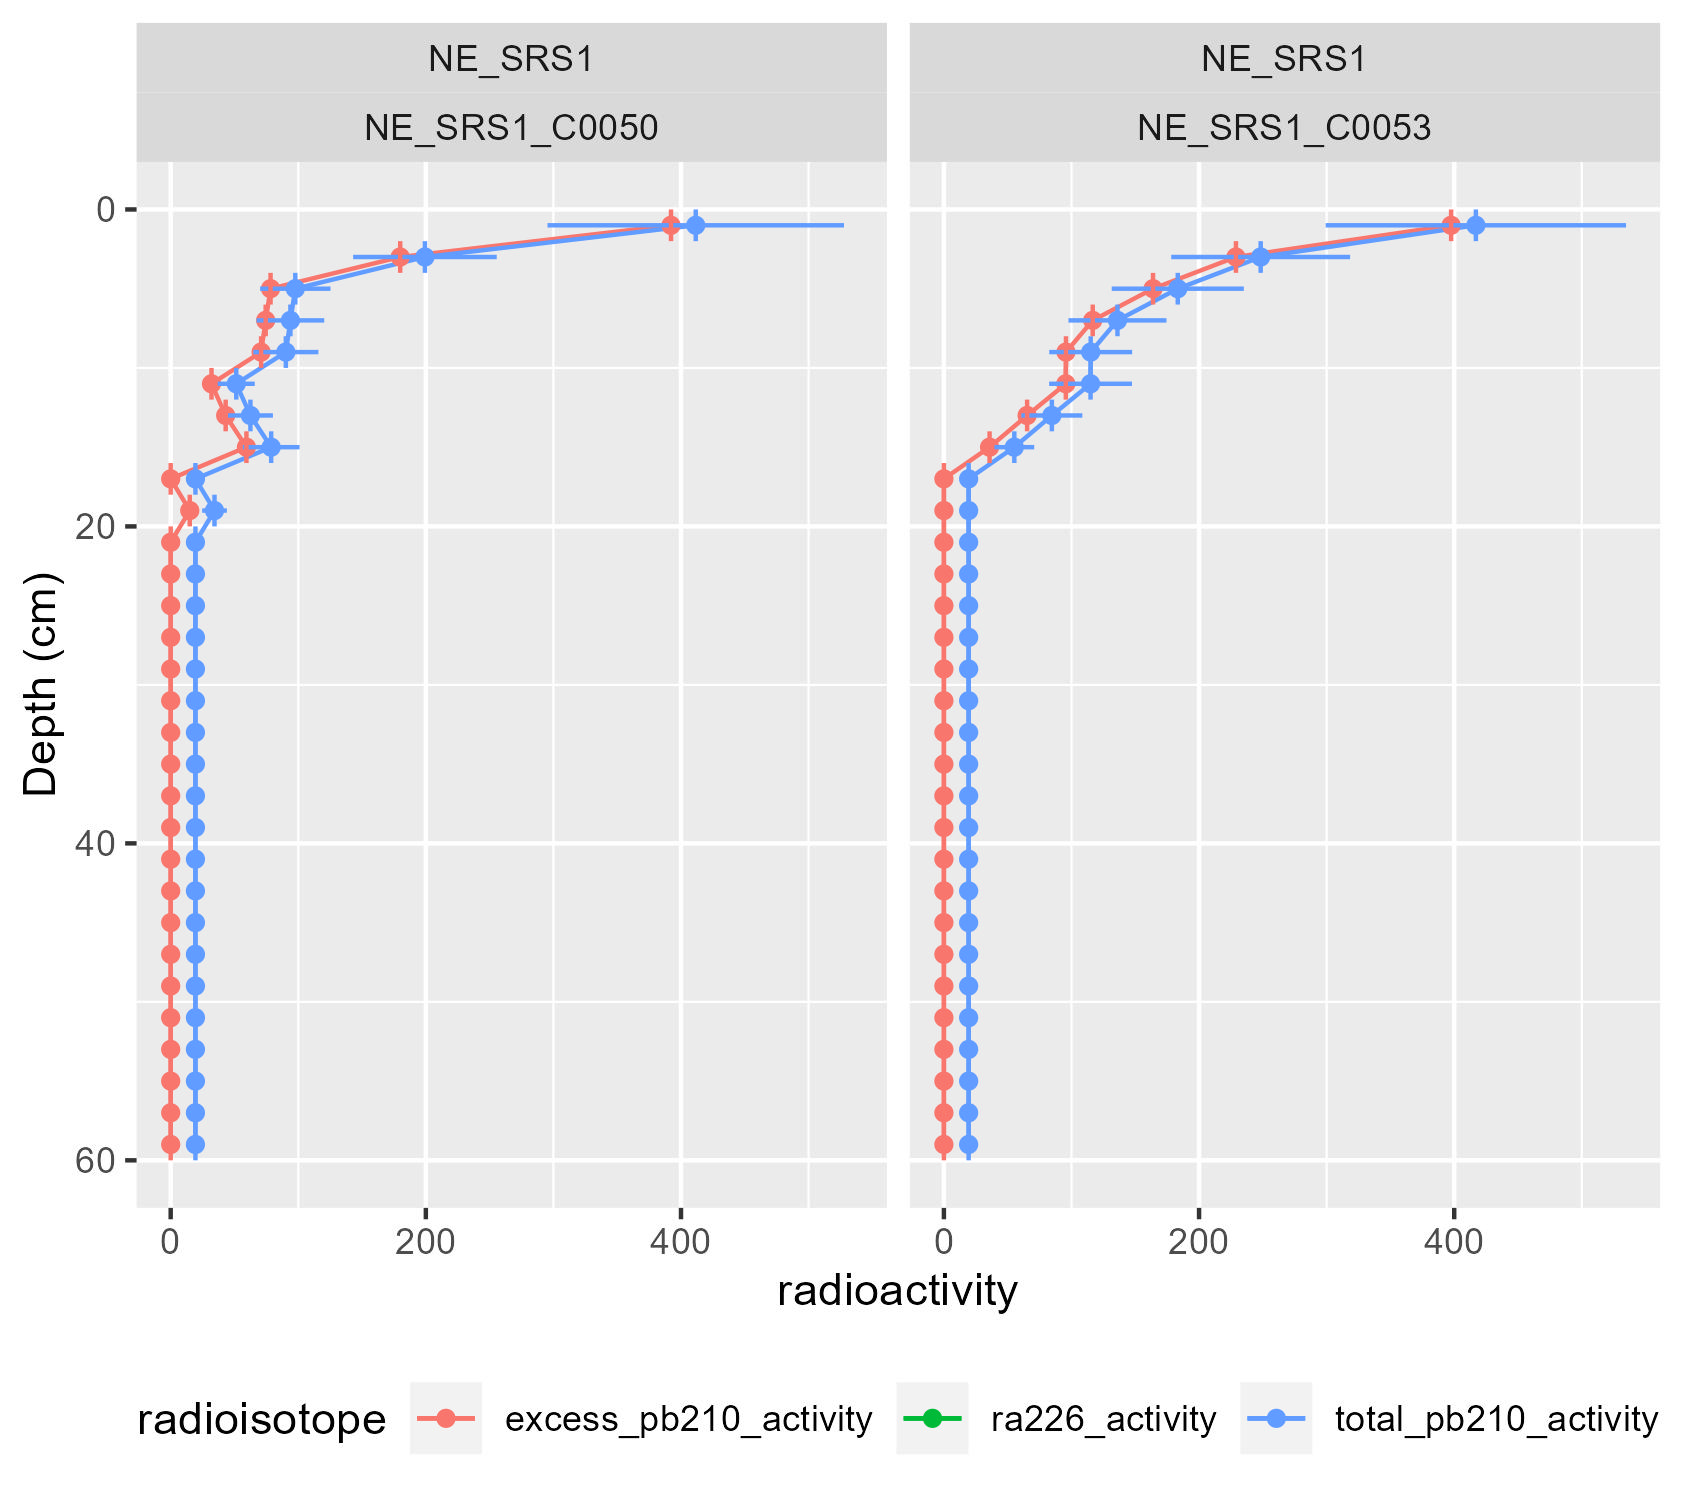 NE_SRS1 NE_SRS1
NE_SRS1_C0050 NE_SRS1_C0053
0
20
40
60
Depth (cm)
0 200 400 0 200 400
radioactivity
radioisotope excess_pb210_activity ra226_activity total_pb210_activity